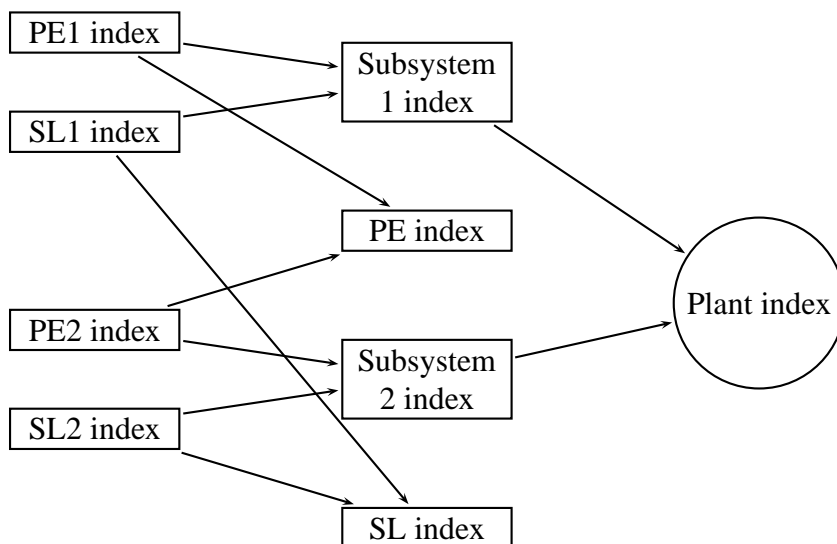 PE1 index
Subsystem
1 index
SL1 index
PE index
Plant index
PE2 index
Subsystem
2 index
SL2 index
SL index